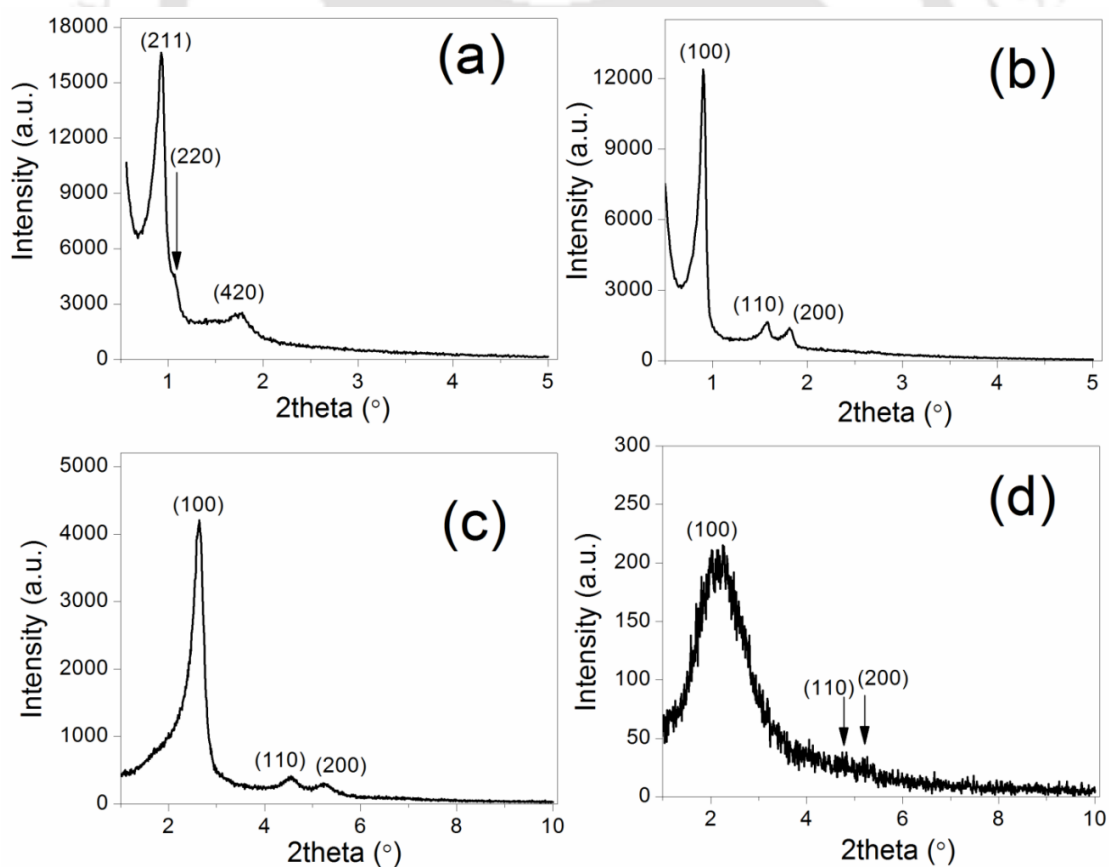 (a)
(211)
(220)
(420)
18000
15000
12000
9000
6000
3000
0
Intensity (a.u.)
1 2 3 4 5
2theta (°)
(b)
(100)
(110)
(200)
12000
9000
6000
3000
0
Intensity (a.u.)
1 2 3 4 5
2theta (°)
(c)
(100)
(110)
(200)
5000
4000
3000
2000
1000
0
Intensity (a.u.)
2 4 6 8 10
2theta (°)
(d)
(100)
(110)
(200)
300
250
200
150
100
50
0
Intensity (a.u.)
2 4 6 8 10
2theta (°)